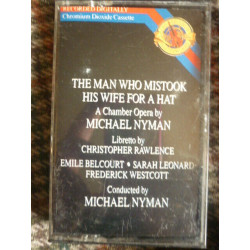 RECORDED DIGITALLY
Chromium Dioxide Cassette
THE MAN WHO MISTOOK
HIS WIFE FOR A HAT
A Chamber Opera by
MICHAEL NYMAN
Libretto by
CHRISTOPHER RAWLENCE
EMILE BELCOURT • SARAH LEONARD
FREDERICK WESTCOTT
Conducted by
MICHAEL NYMAN